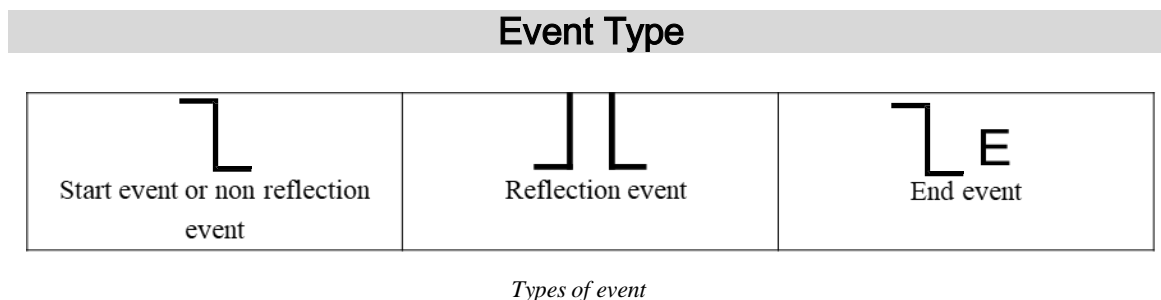 Event Type
Start event or non reflection
event
Reflection event
E
End event
Types of event